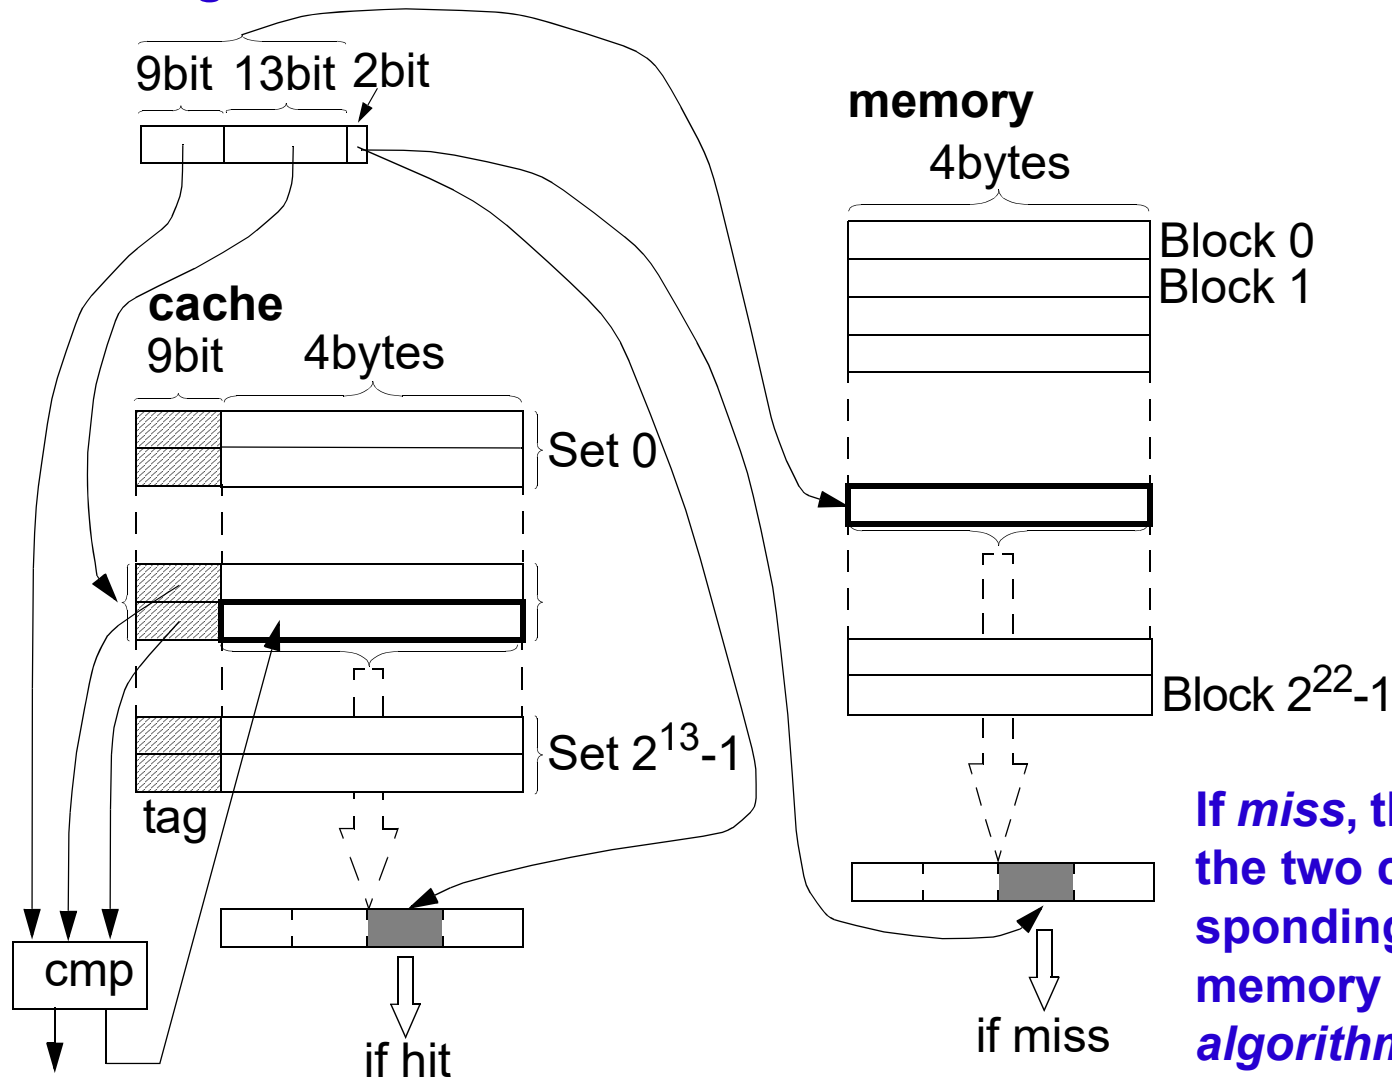 9bit 13bit 2bit
memory
4bytes
Block 0
Block 1
cache
9bit 4bytes
Set 0
Block 2^22-1
Set 2^13-1
tag
cmp
if hit
if miss
If miss,
the two
sponding
memory
algorithm